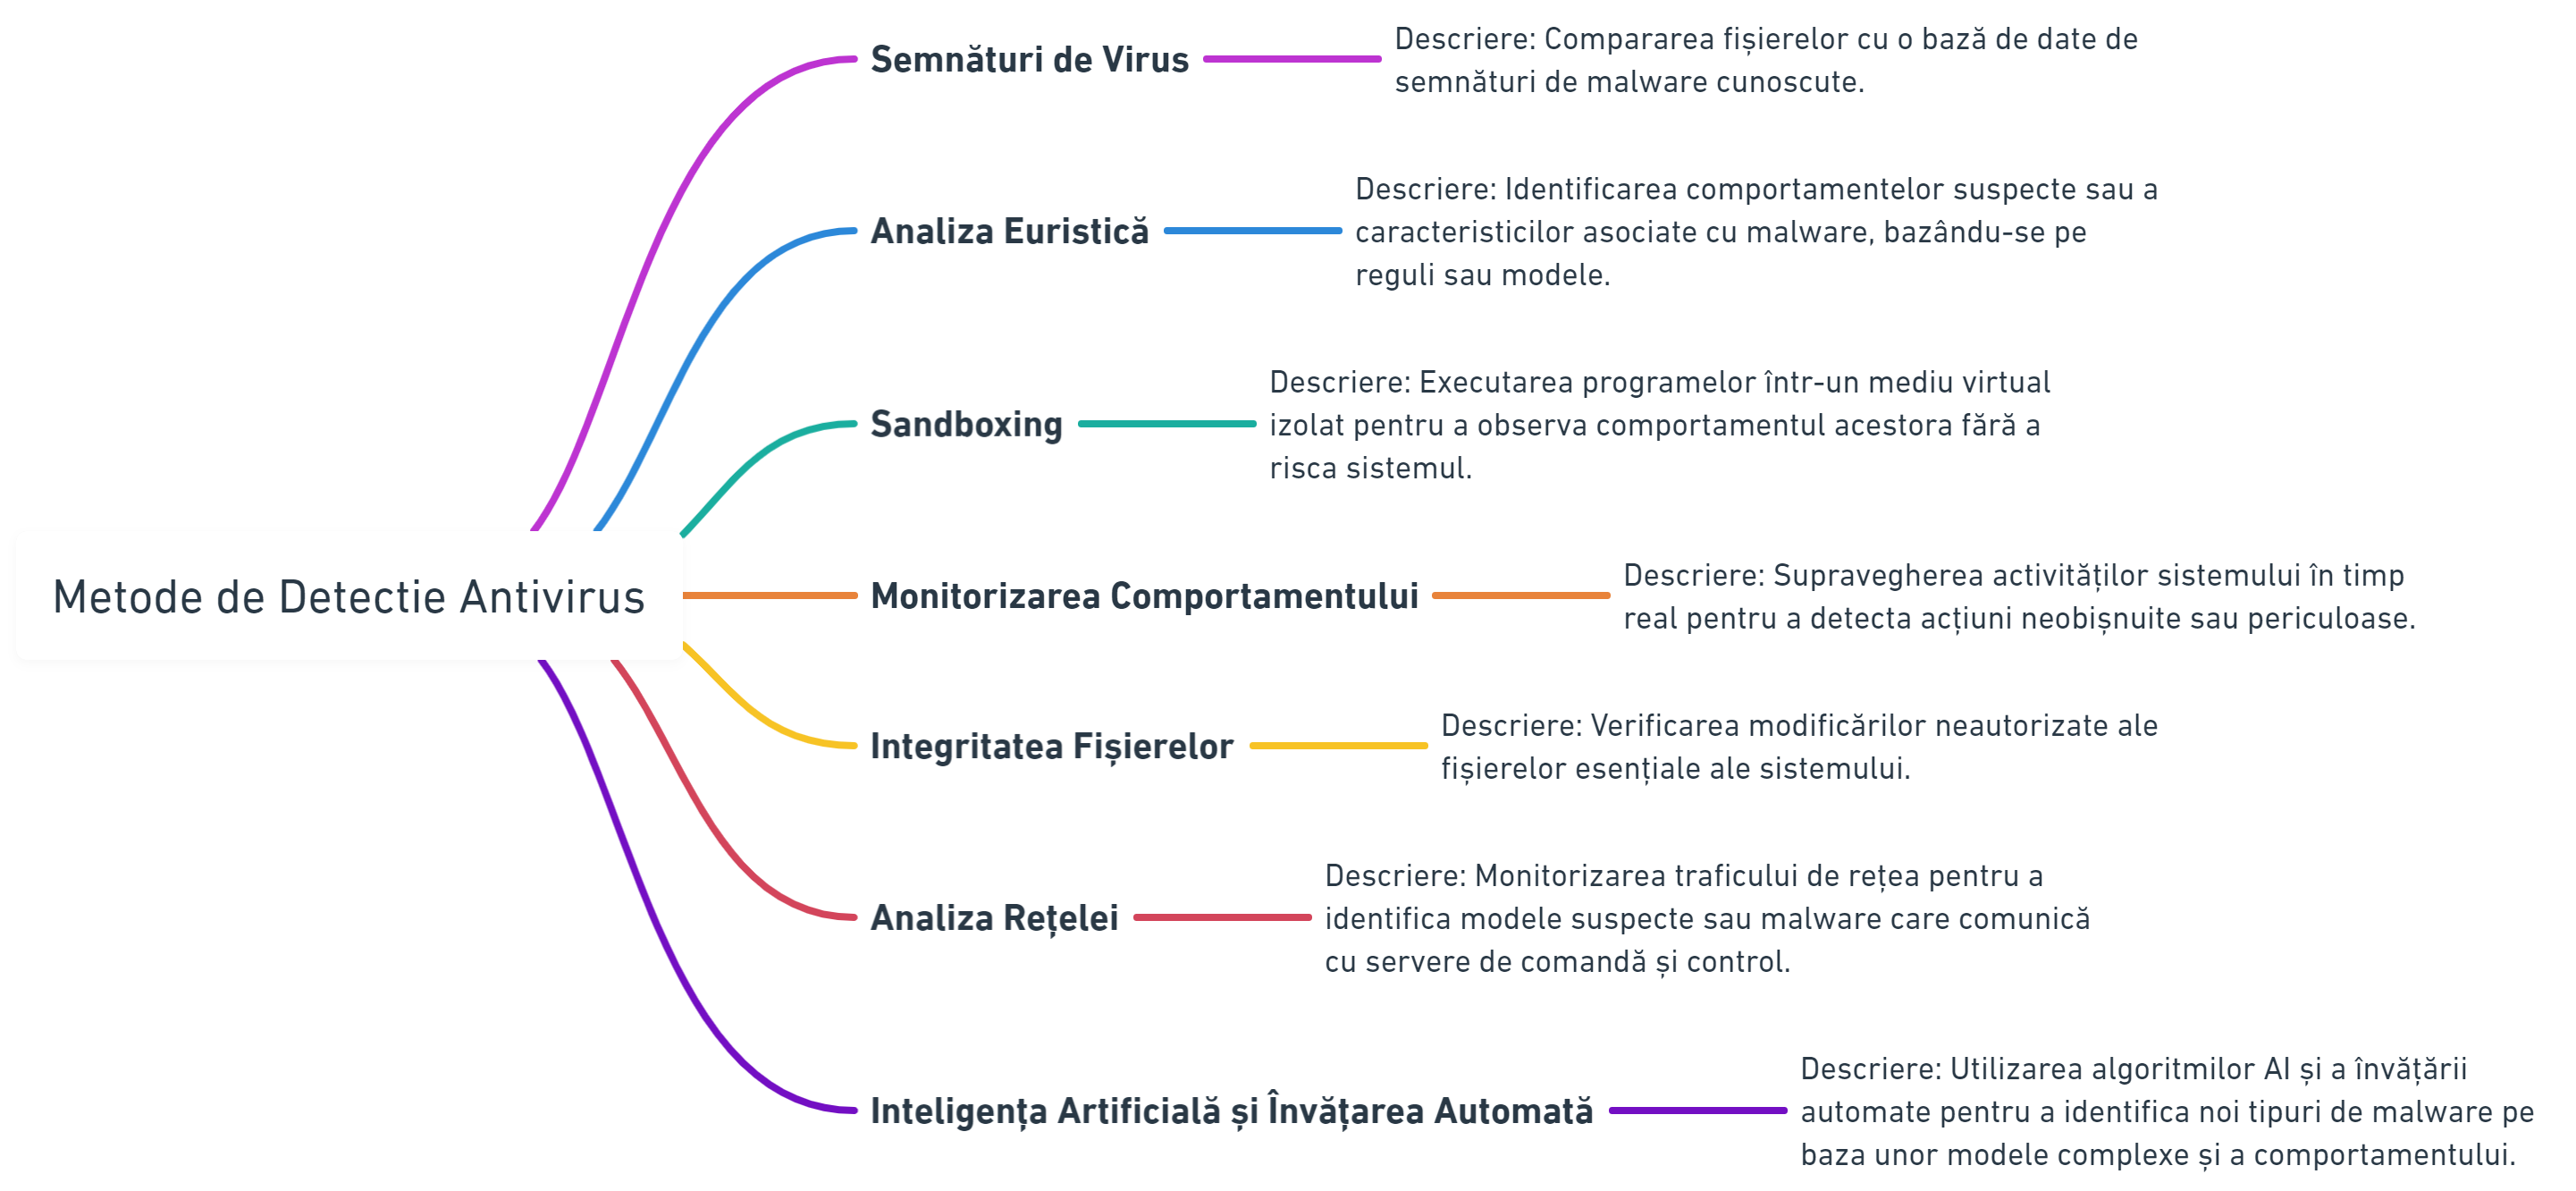 Metode de Detectie Antivirus
Semnături de Virus
Descriere: Compararea fișierelor cu o bază de date de
semnături de malware cunoscute.
Analiza Euristică
Descriere: Identificarea comportamentelor suspecte sau a
caracteristicilor asociate cu malware, bazându-se pe
reguli sau modele.
Sandboxing
Descriere: Executarea programelor într-un mediu virtual
izolat pentru a observa comportamentul acestora fără a
risca sistemul.
Monitorizarea Comportamentului
Descriere: Supravegherea activităților sistemului în timp
real pentru a detecta acțiuni neobișnuite sau periculoase.
Integritatea Fișierelor
Descriere: Verificarea modificărilor neautorizate ale
fișierelor esențiale ale sistemului.
Analiza Rețelei
Descriere: Monitorizarea traficului de rețea pentru a
identifica modele suspecte sau malware care comunică
cu servere de comandă și control.
Inteligența Artificială și Învățarea Automată
Descriere: Utilizarea algoritmilor AI și a învățării
automate pentru a identifica noi tipuri de malware pe
baza unor modele complexe și a comportamentului.